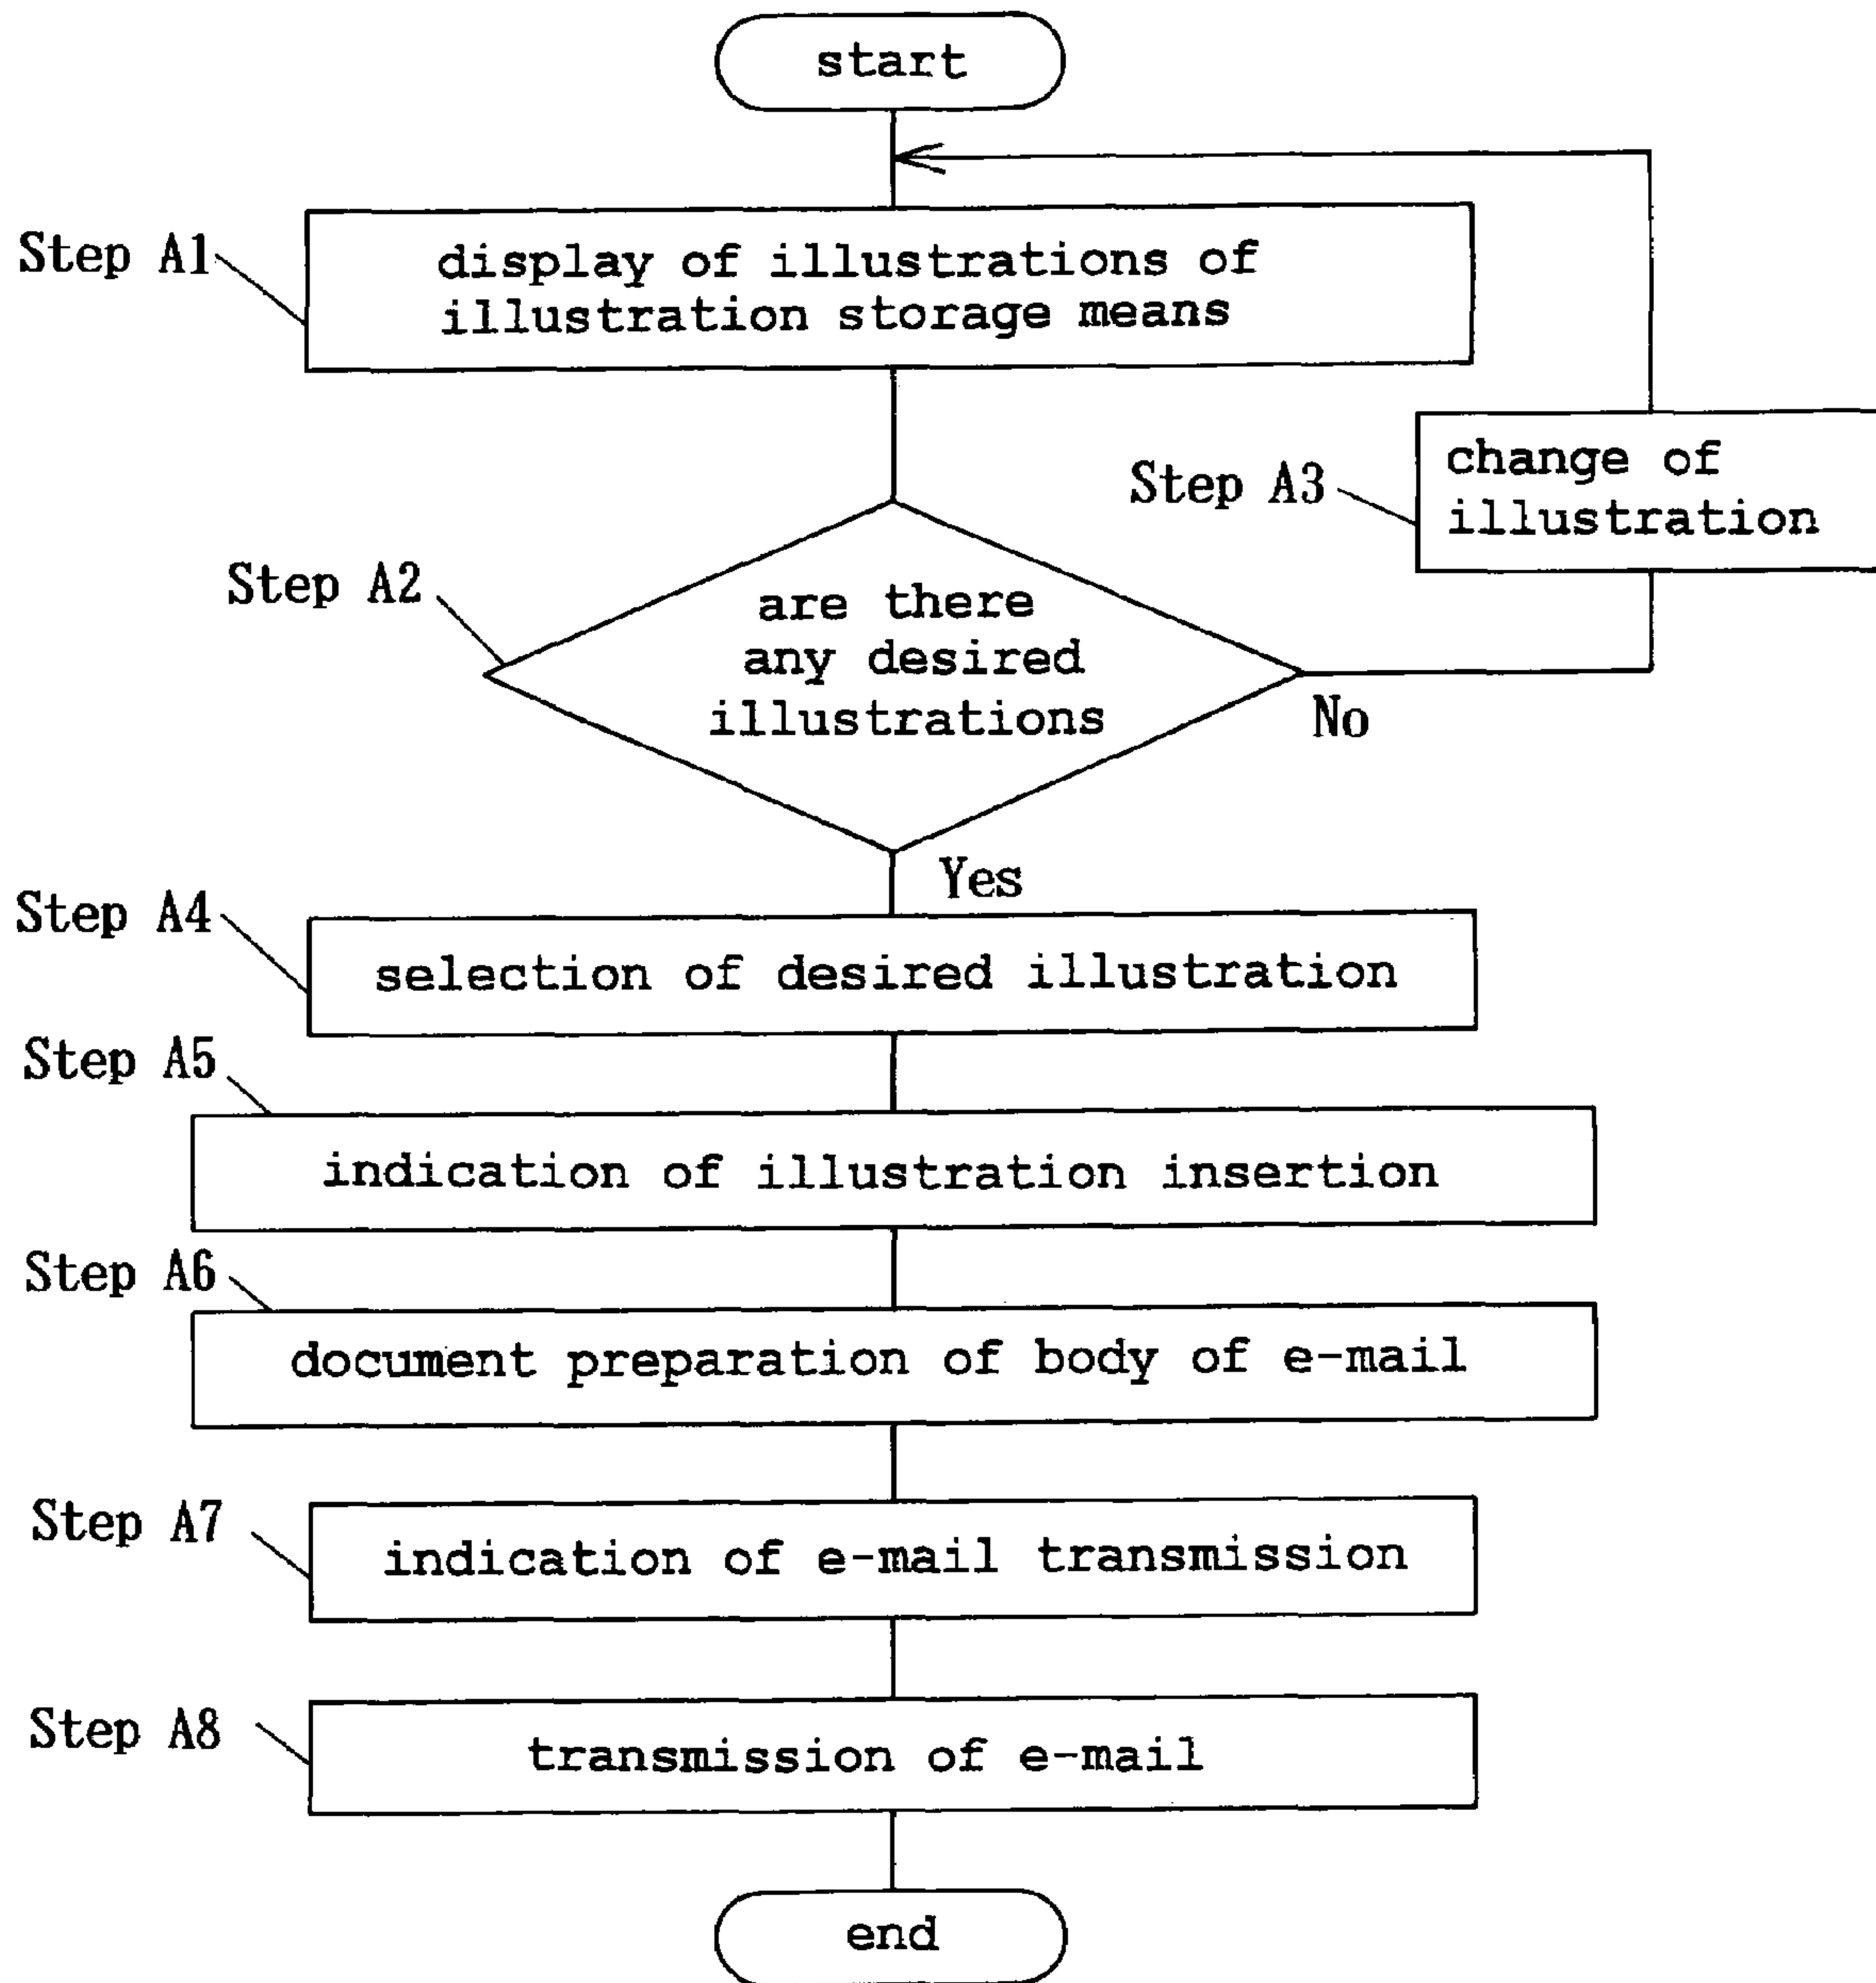 start
Step A1
display of illustrations of
illustration storage means
Step A3
change of
illustration
Step A2
are there
any desired
illustrations
No
Yes
Step A4
selection of desired illustration
Step A5
indication of illustration insertion
Step A6
document preparation of body of e-mail
Step A7
indication of e-mail transmission
Step A8
transmission of e-mail
end